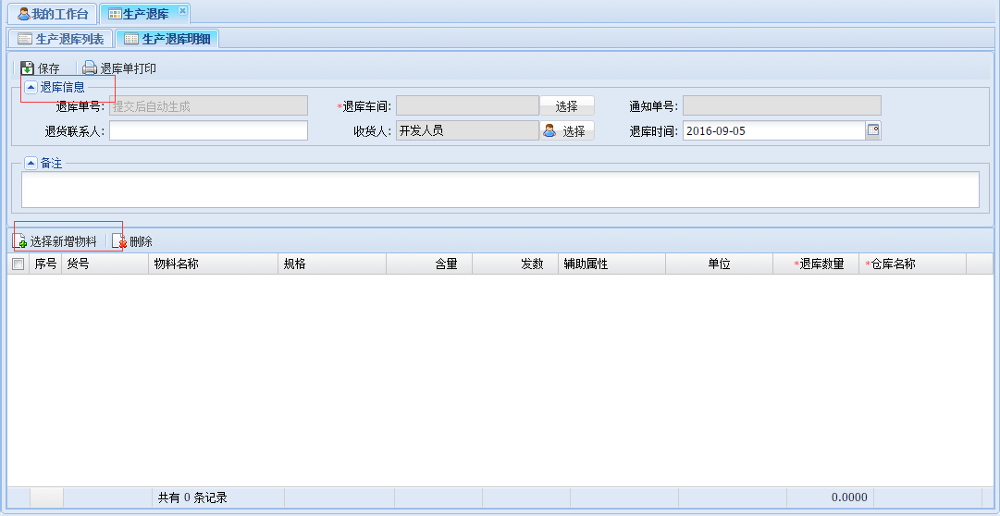 我的工作台 生产退库
生产退库列表 生产退库明细
保存 退库单打印
退库信息
退库单号: 提交后自动生成 *退库车间: 选择 通知单号:
退货联系人: 收货人: 开发人员 选择 退库时间: 2016-09-05
备注
选择新增物料 删除
序号 货号 物料名称 规格 含量 发数 辅助属性 单位 *退库数量 *仓库名称
共有 0 条记录 0.0000